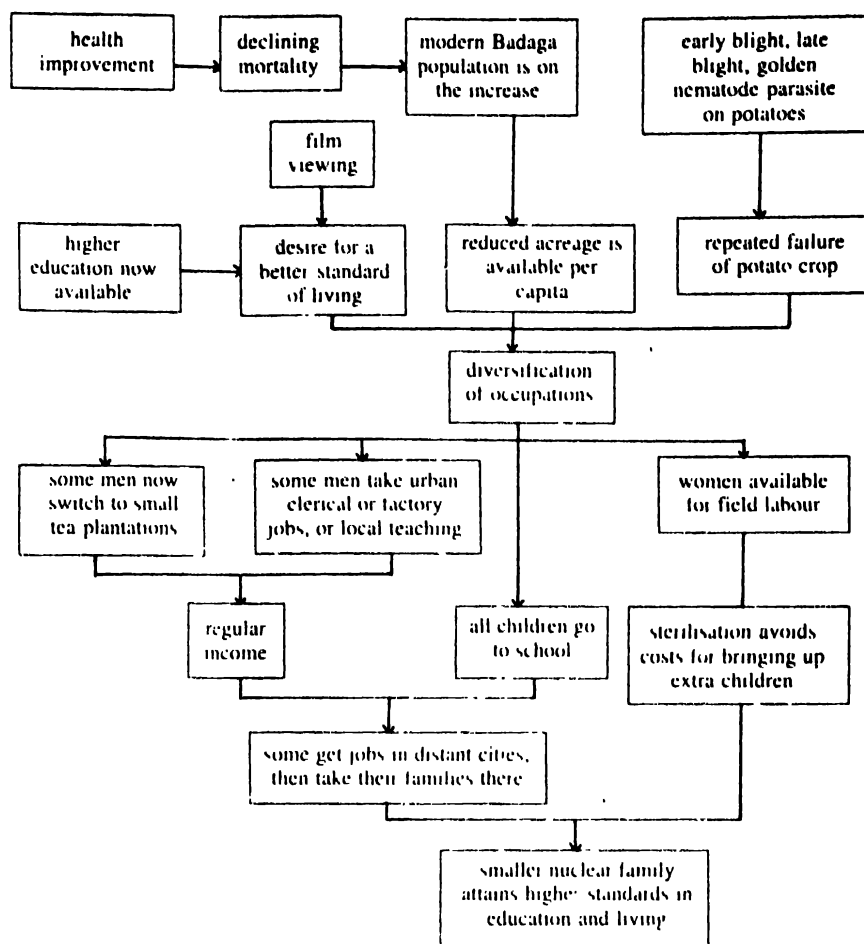 health
improvement
declining
mortality
modern Badaga
population is on
the increase
early blight, late
blight, golden
nematode parasite
on potatoes
film
viewing
higher
education now
available
desire for a
better standard
of living
reduced acreage is
available per
capita
repeated failure
of potato crop
diversification
of occupations
some men now
switch to small
tea plantations
some men take urban
clerical or factory
jobs, or local teaching
women available
for field labour
regular
income
all children go
to school
sterilisation avoids
costs for bringing up
extra children
some get jobs in distant cities,
then take their families there
smaller nuclear family
attains higher standards in
education and living